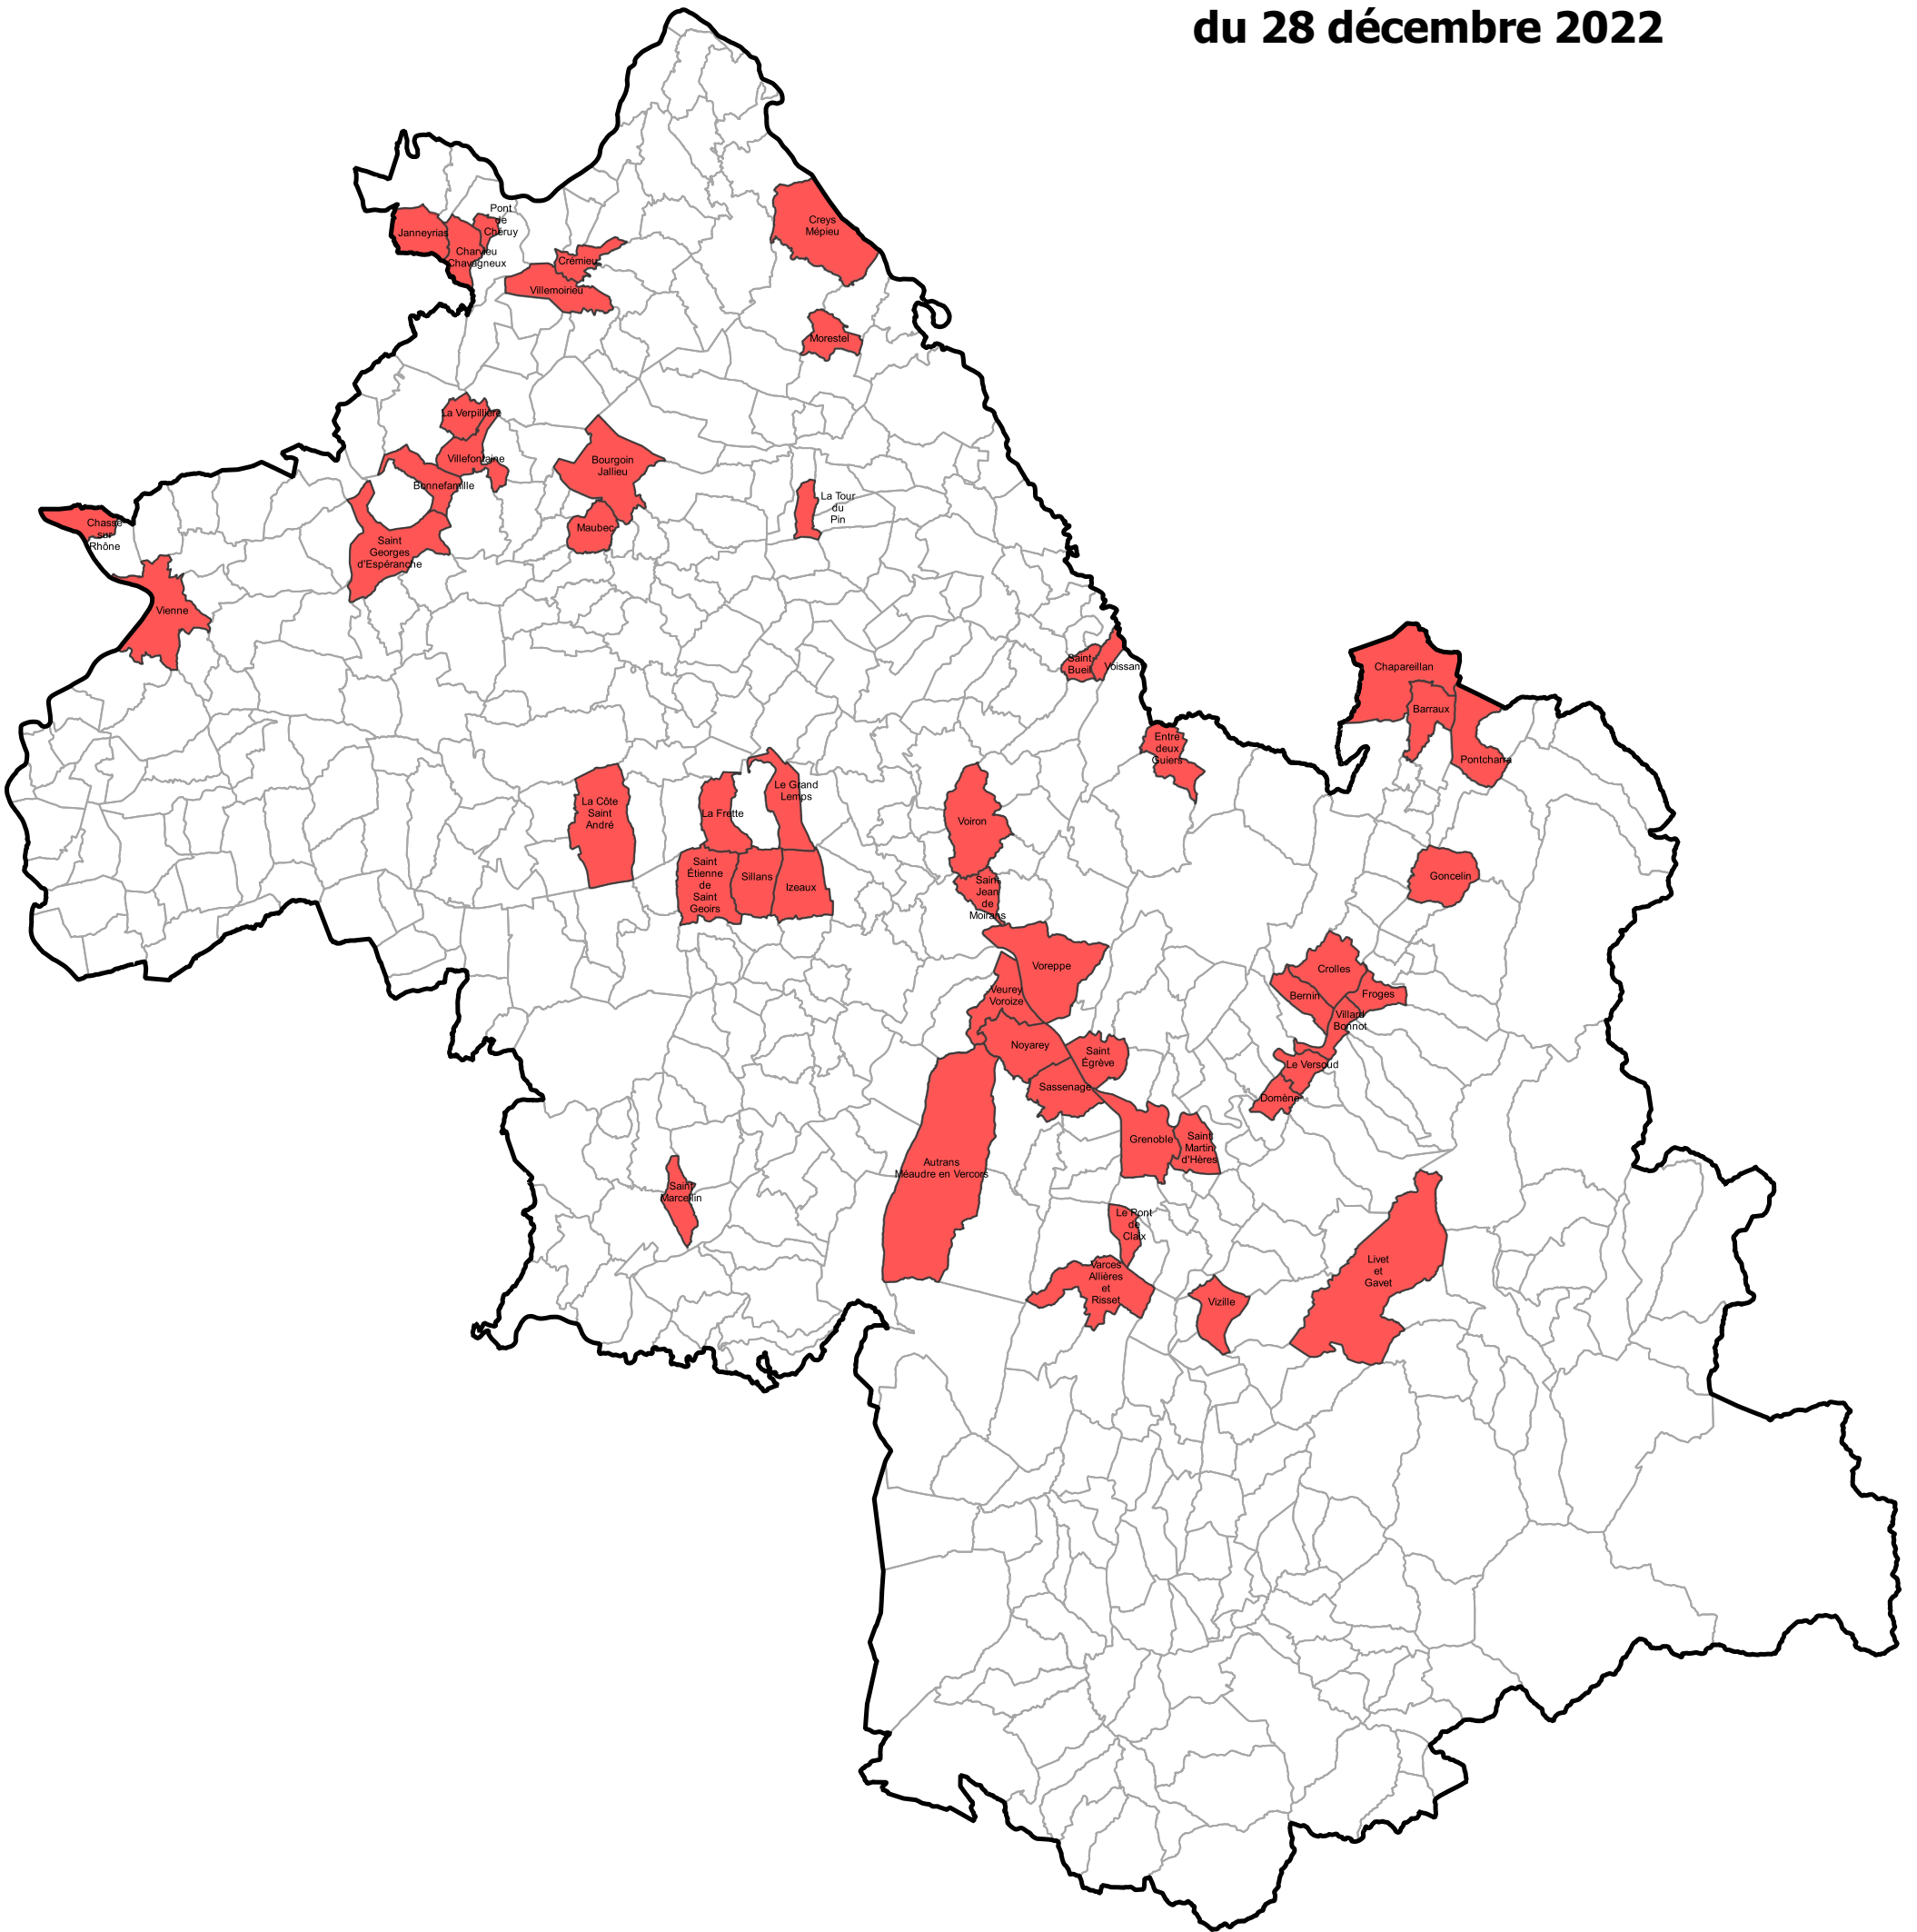 du 28 décembre 2022
Janneyrias
Pont
de
Chéruy
Charvieu
Chavagneux
Creys
Mépieu
Crémieu
Villemoirieu
Morestel
La Verpillière
Villefontaine
Bonnefamille
Bourgoin
Jallieu
Maubec
La Tour
du
Pin
Chasse
sur
Rhône
Saint
Georges
d'Espéranche
Vienne
Saint
Bueil
Voissant
Chapareillan
Barraux
Pontcharra
Entre
deux
Guiers
La Côte
Saint
André
La Frette
Le Grand
Lemps
Voiron
Saint
Étienne
de
Saint
Geoirs
Sillans
Izeaux
Saint
Jean
de
Moirans
Goncelin
Voreppe
Veurey
Voroize
Crolles
Bernin
Froges
Villard
Bonnot
Noyarey
Saint
Égrève
Sassenage
Le Versoud
Domène
Grenoble
Saint
Martin
d'Hères
Autrans
Méaudre en Vercors
Saint
Marcellin
Le Pont
de
Claix
Varces
Allières
et
Risset
Vizille
Livet
et
Gavet